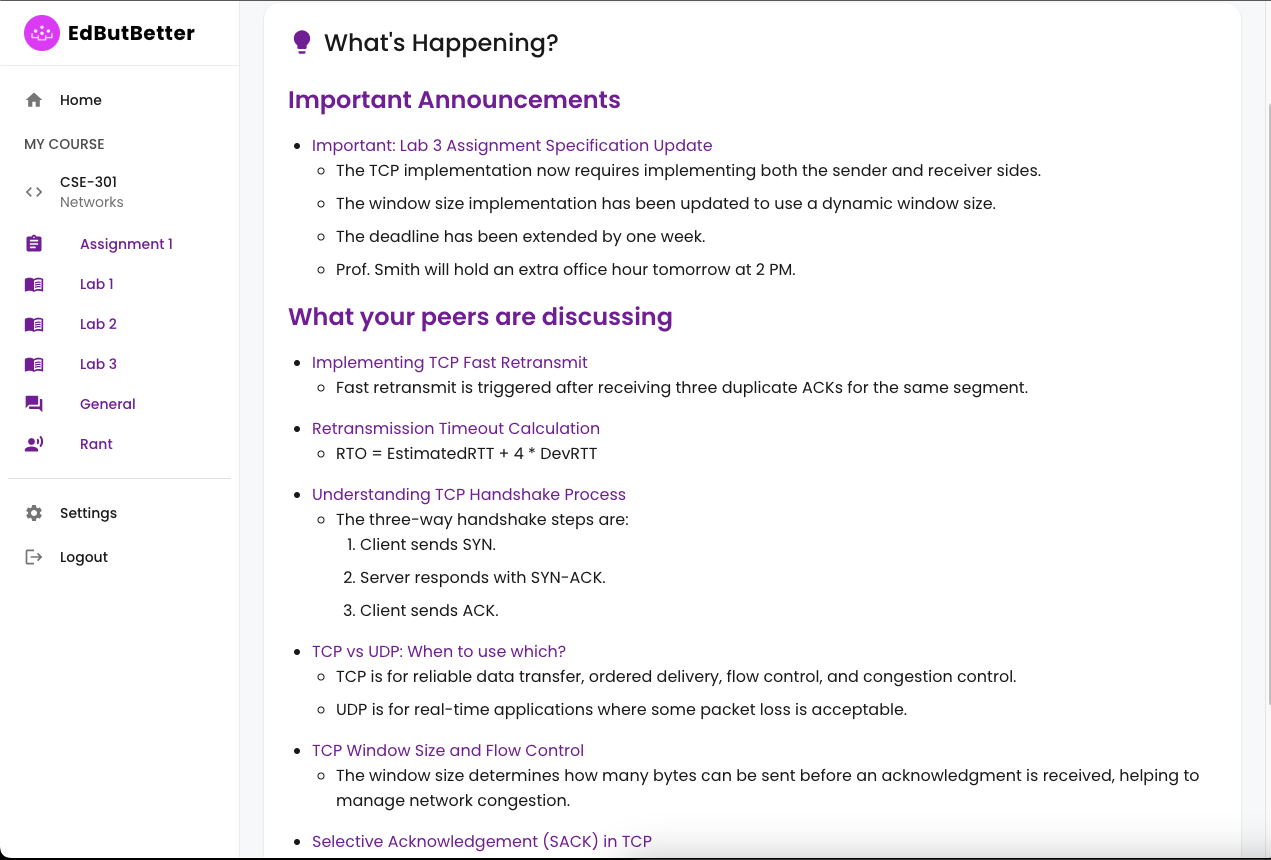 EdButBetter
Home
MY COURSE
CSE-301
Networks
Assignment 1
Lab 1
Lab 2
Lab 3
General
Rant
Settings
Logout
What's Happening?
Important Announcements
Important: Lab 3 Assignment Specification Update
The TCP implementation now requires implementing both the sender and receiver sides.
The window size implementation has been updated to use a dynamic window size.
The deadline has been extended by one week.
Prof. Smith will hold an extra office hour tomorrow at 2 PM.
What your peers are discussing
Implementing TCP Fast Retransmit
Fast retransmit is triggered after receiving three duplicate ACKs for the same segment.
Retransmission Timeout Calculation
RTO = EstimatedRTT + 4 * DevRTT
Understanding TCP Handshake Process
The three-way handshake steps are:
1. Client sends SYN.
2. Server responds with SYN-ACK.
3. Client sends ACK.
TCP vs UDP: When to use which?
TCP is for reliable data transfer, ordered delivery, flow control, and congestion control.
UDP is for real-time applications where some packet loss is acceptable.
TCP Window Size and Flow Control
The window size determines how many bytes can be sent before an acknowledgment is received, helping to
manage network congestion.
Selective Acknowledgement (SACK) in TCP